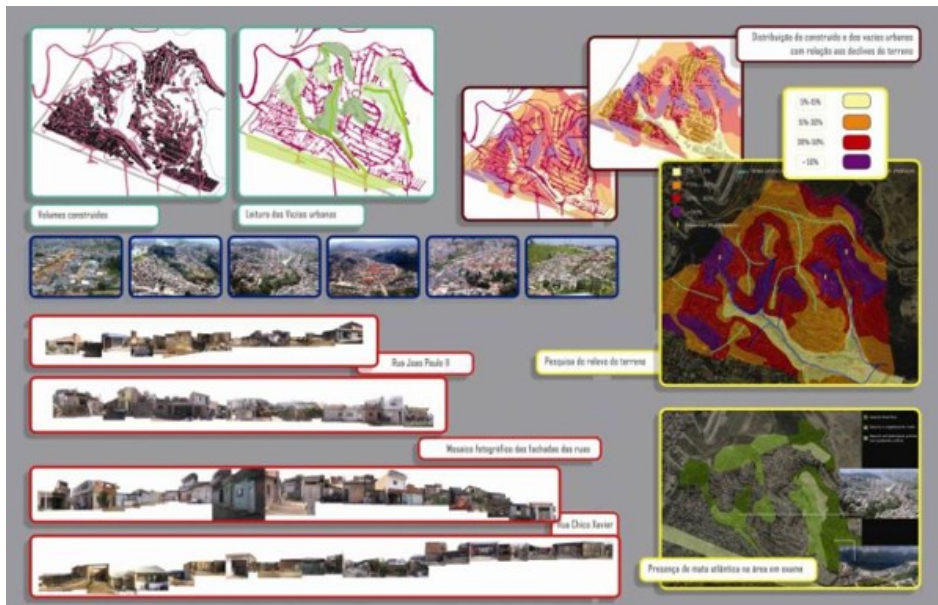 Distribuição do construído e dos vazios urbanos
com relação aos declives do terreno
5%-15%
15%-30%
30%-50%
+50%
Volumes construídos
Leitura dos Vazios urbanos
Pesquisa do relevo do terreno
Rua Joao Paulo II
Mosaico fotográfico das fachadas das ruas
Rua Chico Xavier
Presença de mata atlântica na área em exame